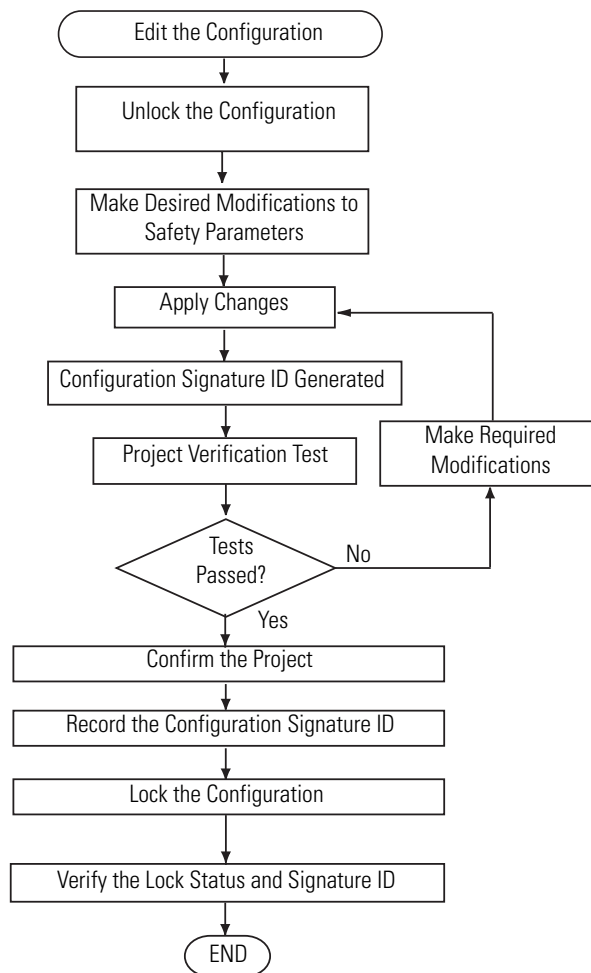 Edit the Configuration
Unlock the Configuration
Make Desired Modifications to
Safety Parameters
Apply Changes
Configuration Signature ID Generated
Make Required
Modifications
Project Verification Test
Tests
Passed?
No
Yes
Confirm the Project
Record the Configuration Signature ID
Lock the Configuration
Verify the Lock Status and Signature ID
END